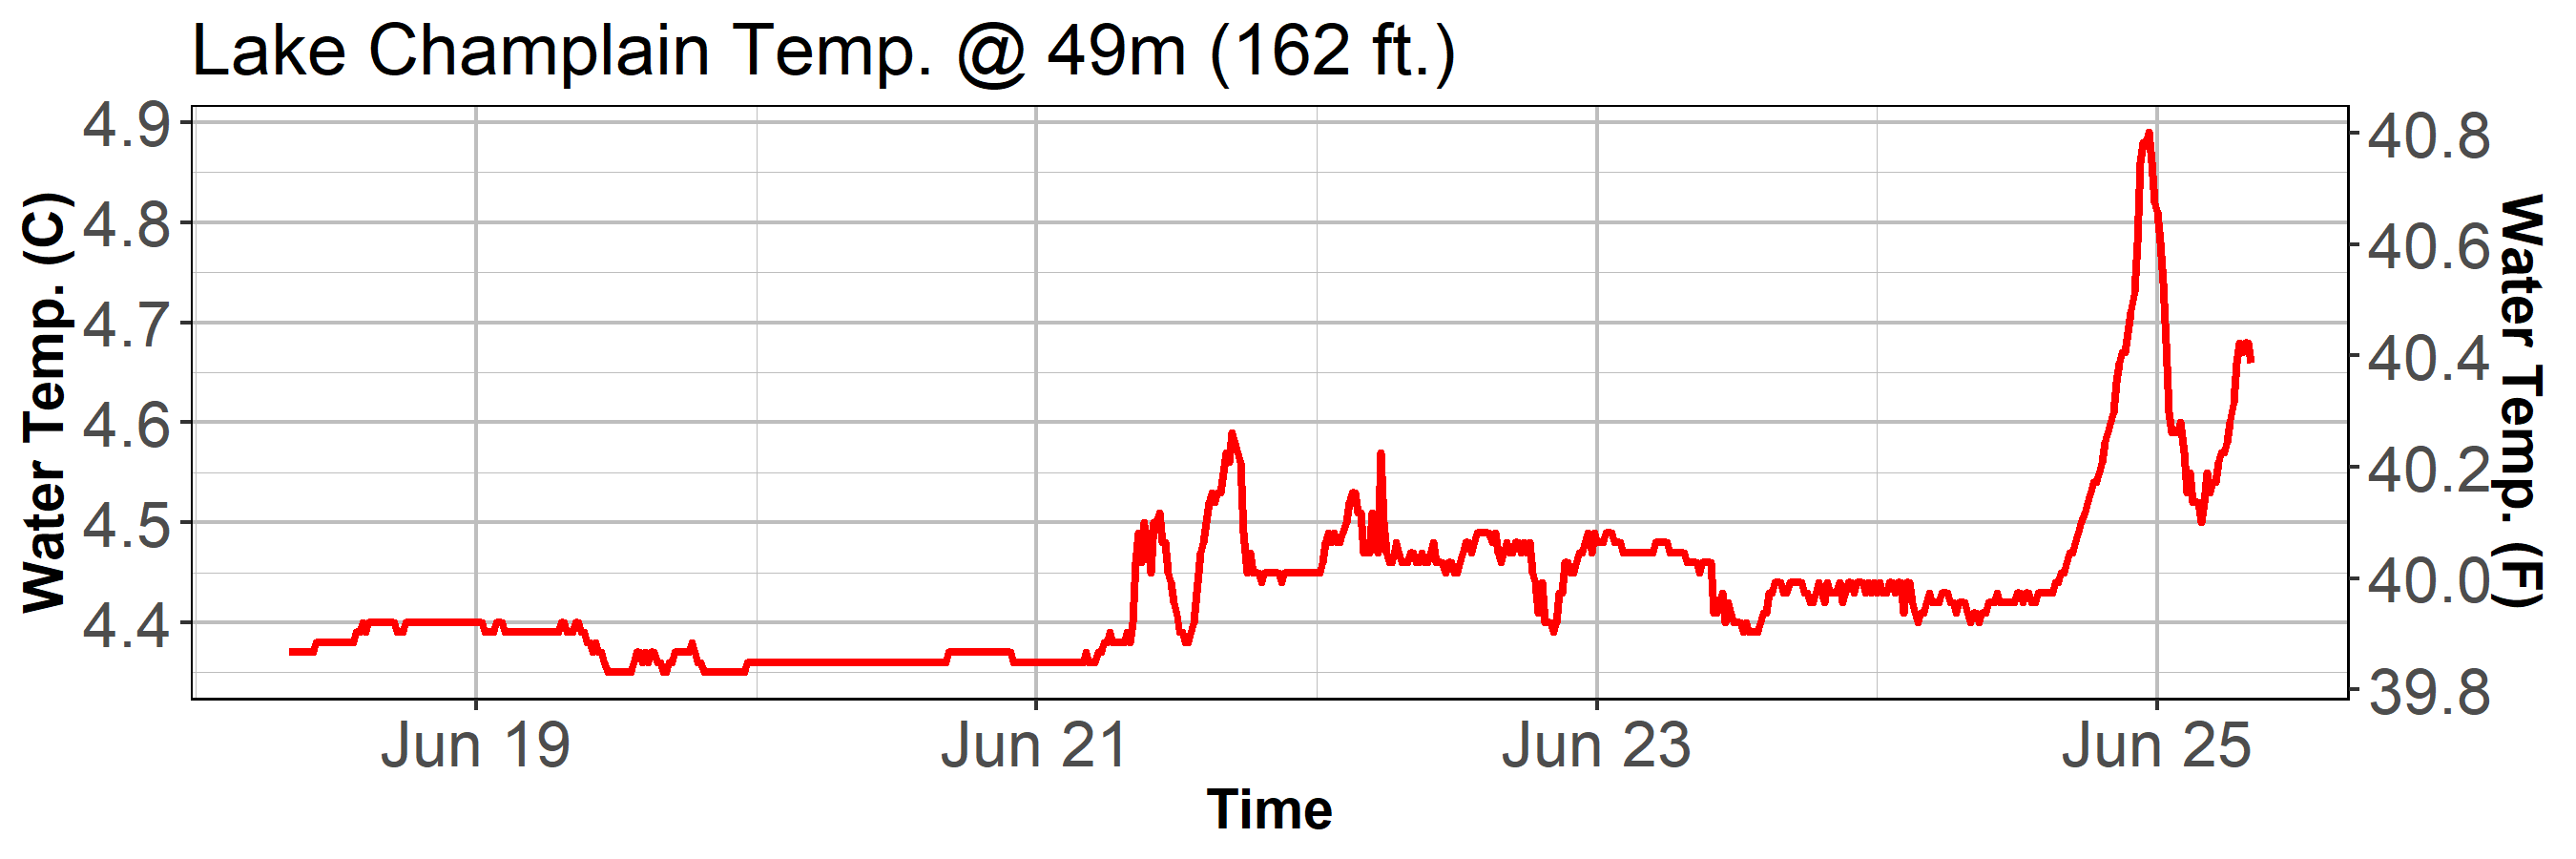 Lake Champlain Temp. @ 49m (162 ft.)
Water Temp. (C)
4.9
4.8
4.7
4.6
4.5
4.4
40.8
40.6
40.4
40.2
40.0
39.8
Water Temp. (F)
Jun 19 Jun 21 Jun 23 Jun 25
Time